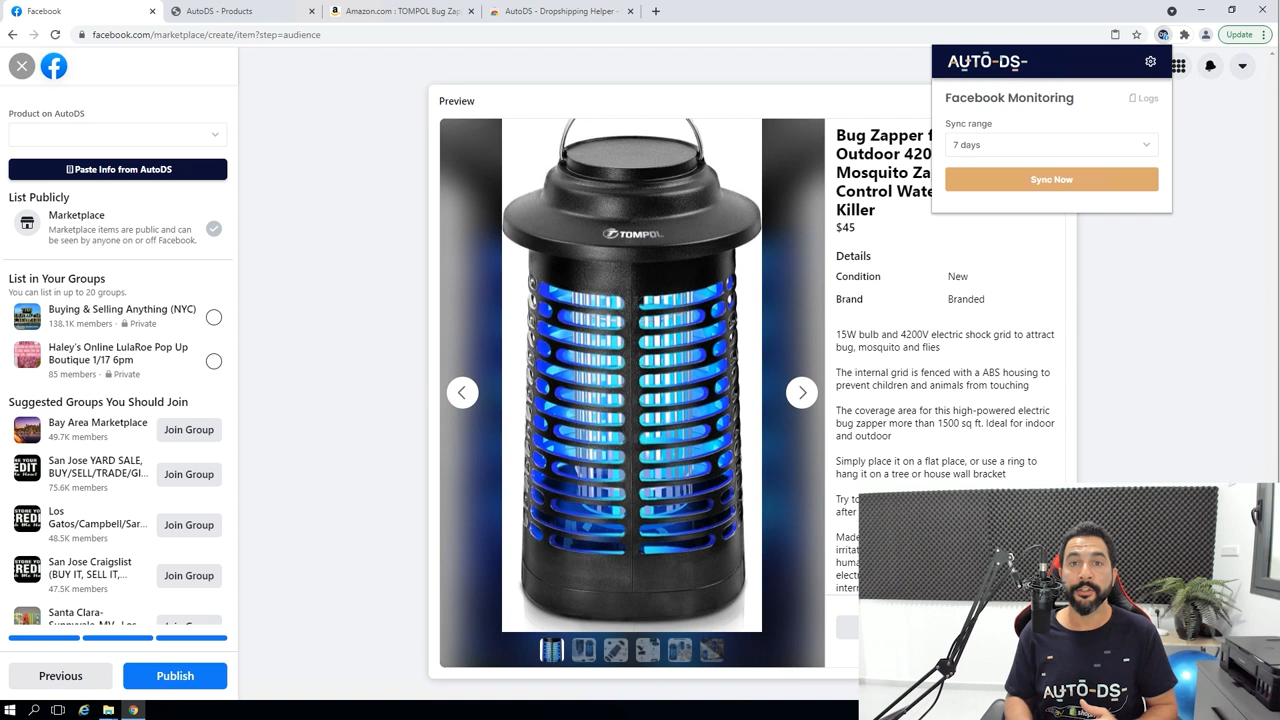 Facebook
AutoDS - Products
Amazon.com : TOMPOL Bug Zap
AutoDS - Dropshipping Helper -
facebook.com/marketplace/create/item?step=audience
Update
AUTO-DS-
Facebook Monitoring
Logs
Sync range
7 days
Sync Now
Product on AutoDS
Paste Info from AutoDS
List Publicly
Marketplace
Marketplace items are public and can
be seen by anyone on or off Facebook.
List in Your Groups
You can list in up to 20 groups.
Buying & Selling Anything (NYC)
138.1K members · Private
Haley's Online LulaRoe Pop Up
Boutique 1/17 6pm
85 members · Private
Suggested Groups You Should Join
Bay Area Marketplace
49.7K members
Join Group
San Jose YARD SALE,
BUY/SELL/TRADE/GI...
75.6K members
Join Group
Los
Gatos/Campbell/Sar...
48.5K members
Join Group
San Jose Craigslist
(BUY IT, SELL IT,...
47.5K members
Join Group
Santa Clara-
Previous
Publish
Preview
TOMPOL
Bug Zapper
Outdoor 420
Mosquito Za
Control Wate
Killer
$45
Details
Condition New
Brand Branded
15W bulb and 4200V electric shock grid to attract
bug, mosquito and flies
The internal grid is fenced with a ABS housing to
prevent children and animals from touching
The coverage area for this high-powered electric
bug zapper more than 1500 sq ft. Ideal for indoor
and outdoor
Simply place it on a flat place, or use a ring to
hang it on a tree or house wall bracket
Try to
after
Made
irritat
huma
electr
intern
AUTO-DS-